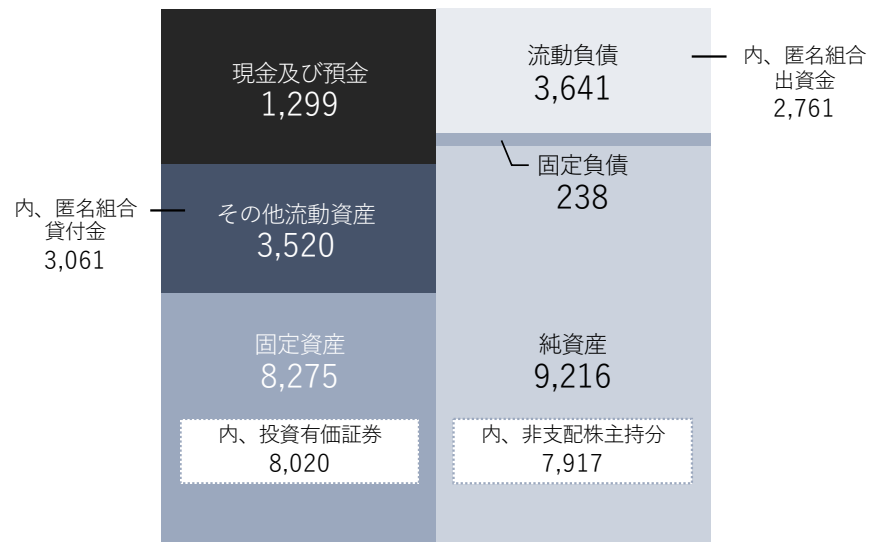 現金及び預金
1,299
内、匿名組合
貸付金
3,061
その他流動資産
3,520
固定資産
8,275
内、投資有価証券
8,020
流動負債
3,641
内、匿名組合
出資金
2,761
固定負債
238
純資産
9,216
内、非支配株主持分
7,917